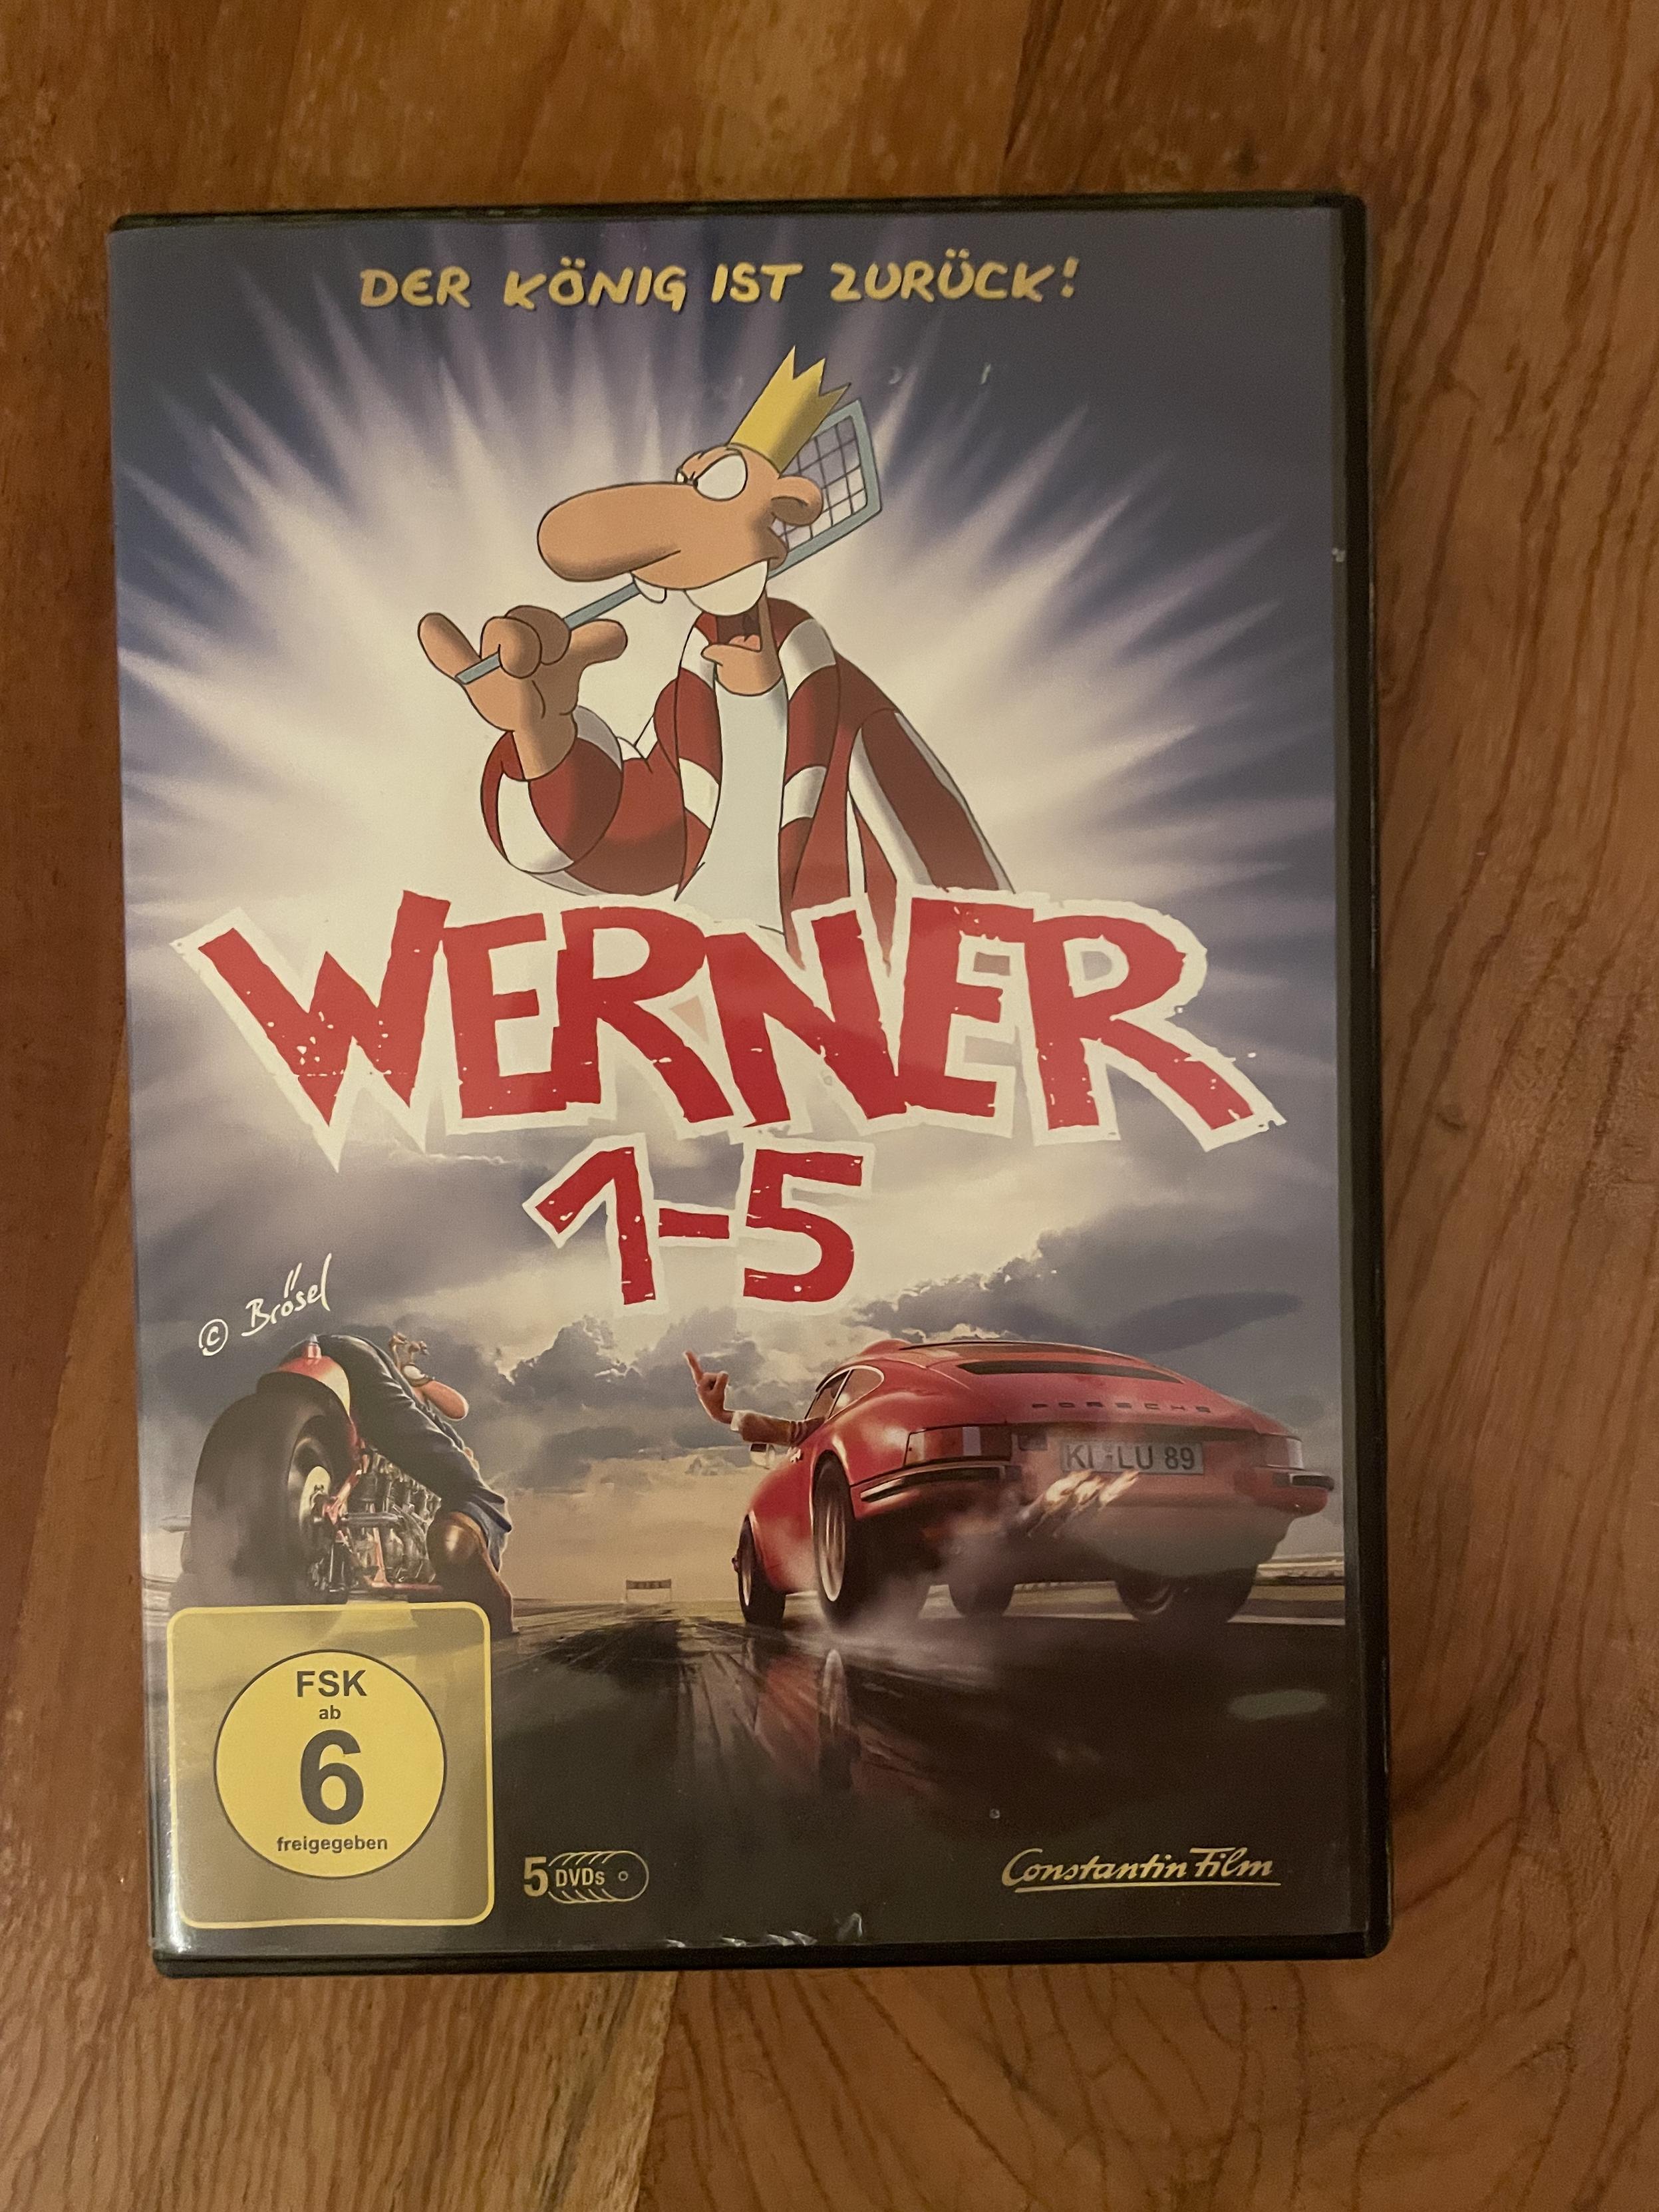 DER KÖNIG IST ZURÜCK!
WERNER
1-5
© Brösel
PORSCHE
KI-LU 89
FSK
ab
6
freigegeben
5 DVDs
Constantin Film